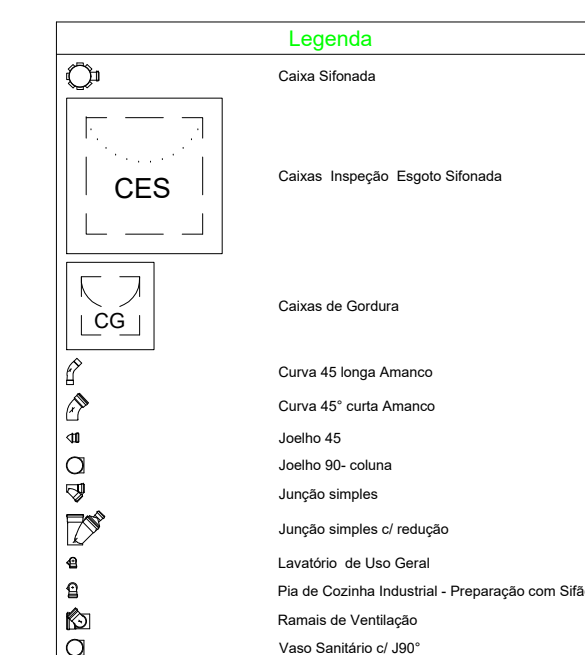 Legenda
Caixa Sifonada
CES
Caixas Inspeção Esgoto Sifonada
CG
Caixas de Gordura
Curva 45 longa Amanco
Curva 45° curta Amanco
Joelho 45
Joelho 90- coluna
Junção simples
Junção simples c/ redução
Lavatório de Uso Geral
Pia de Cozinha Industrial - Preparação com Sifã
Ramais de Ventilação
Vaso Sanitário c/ J90°